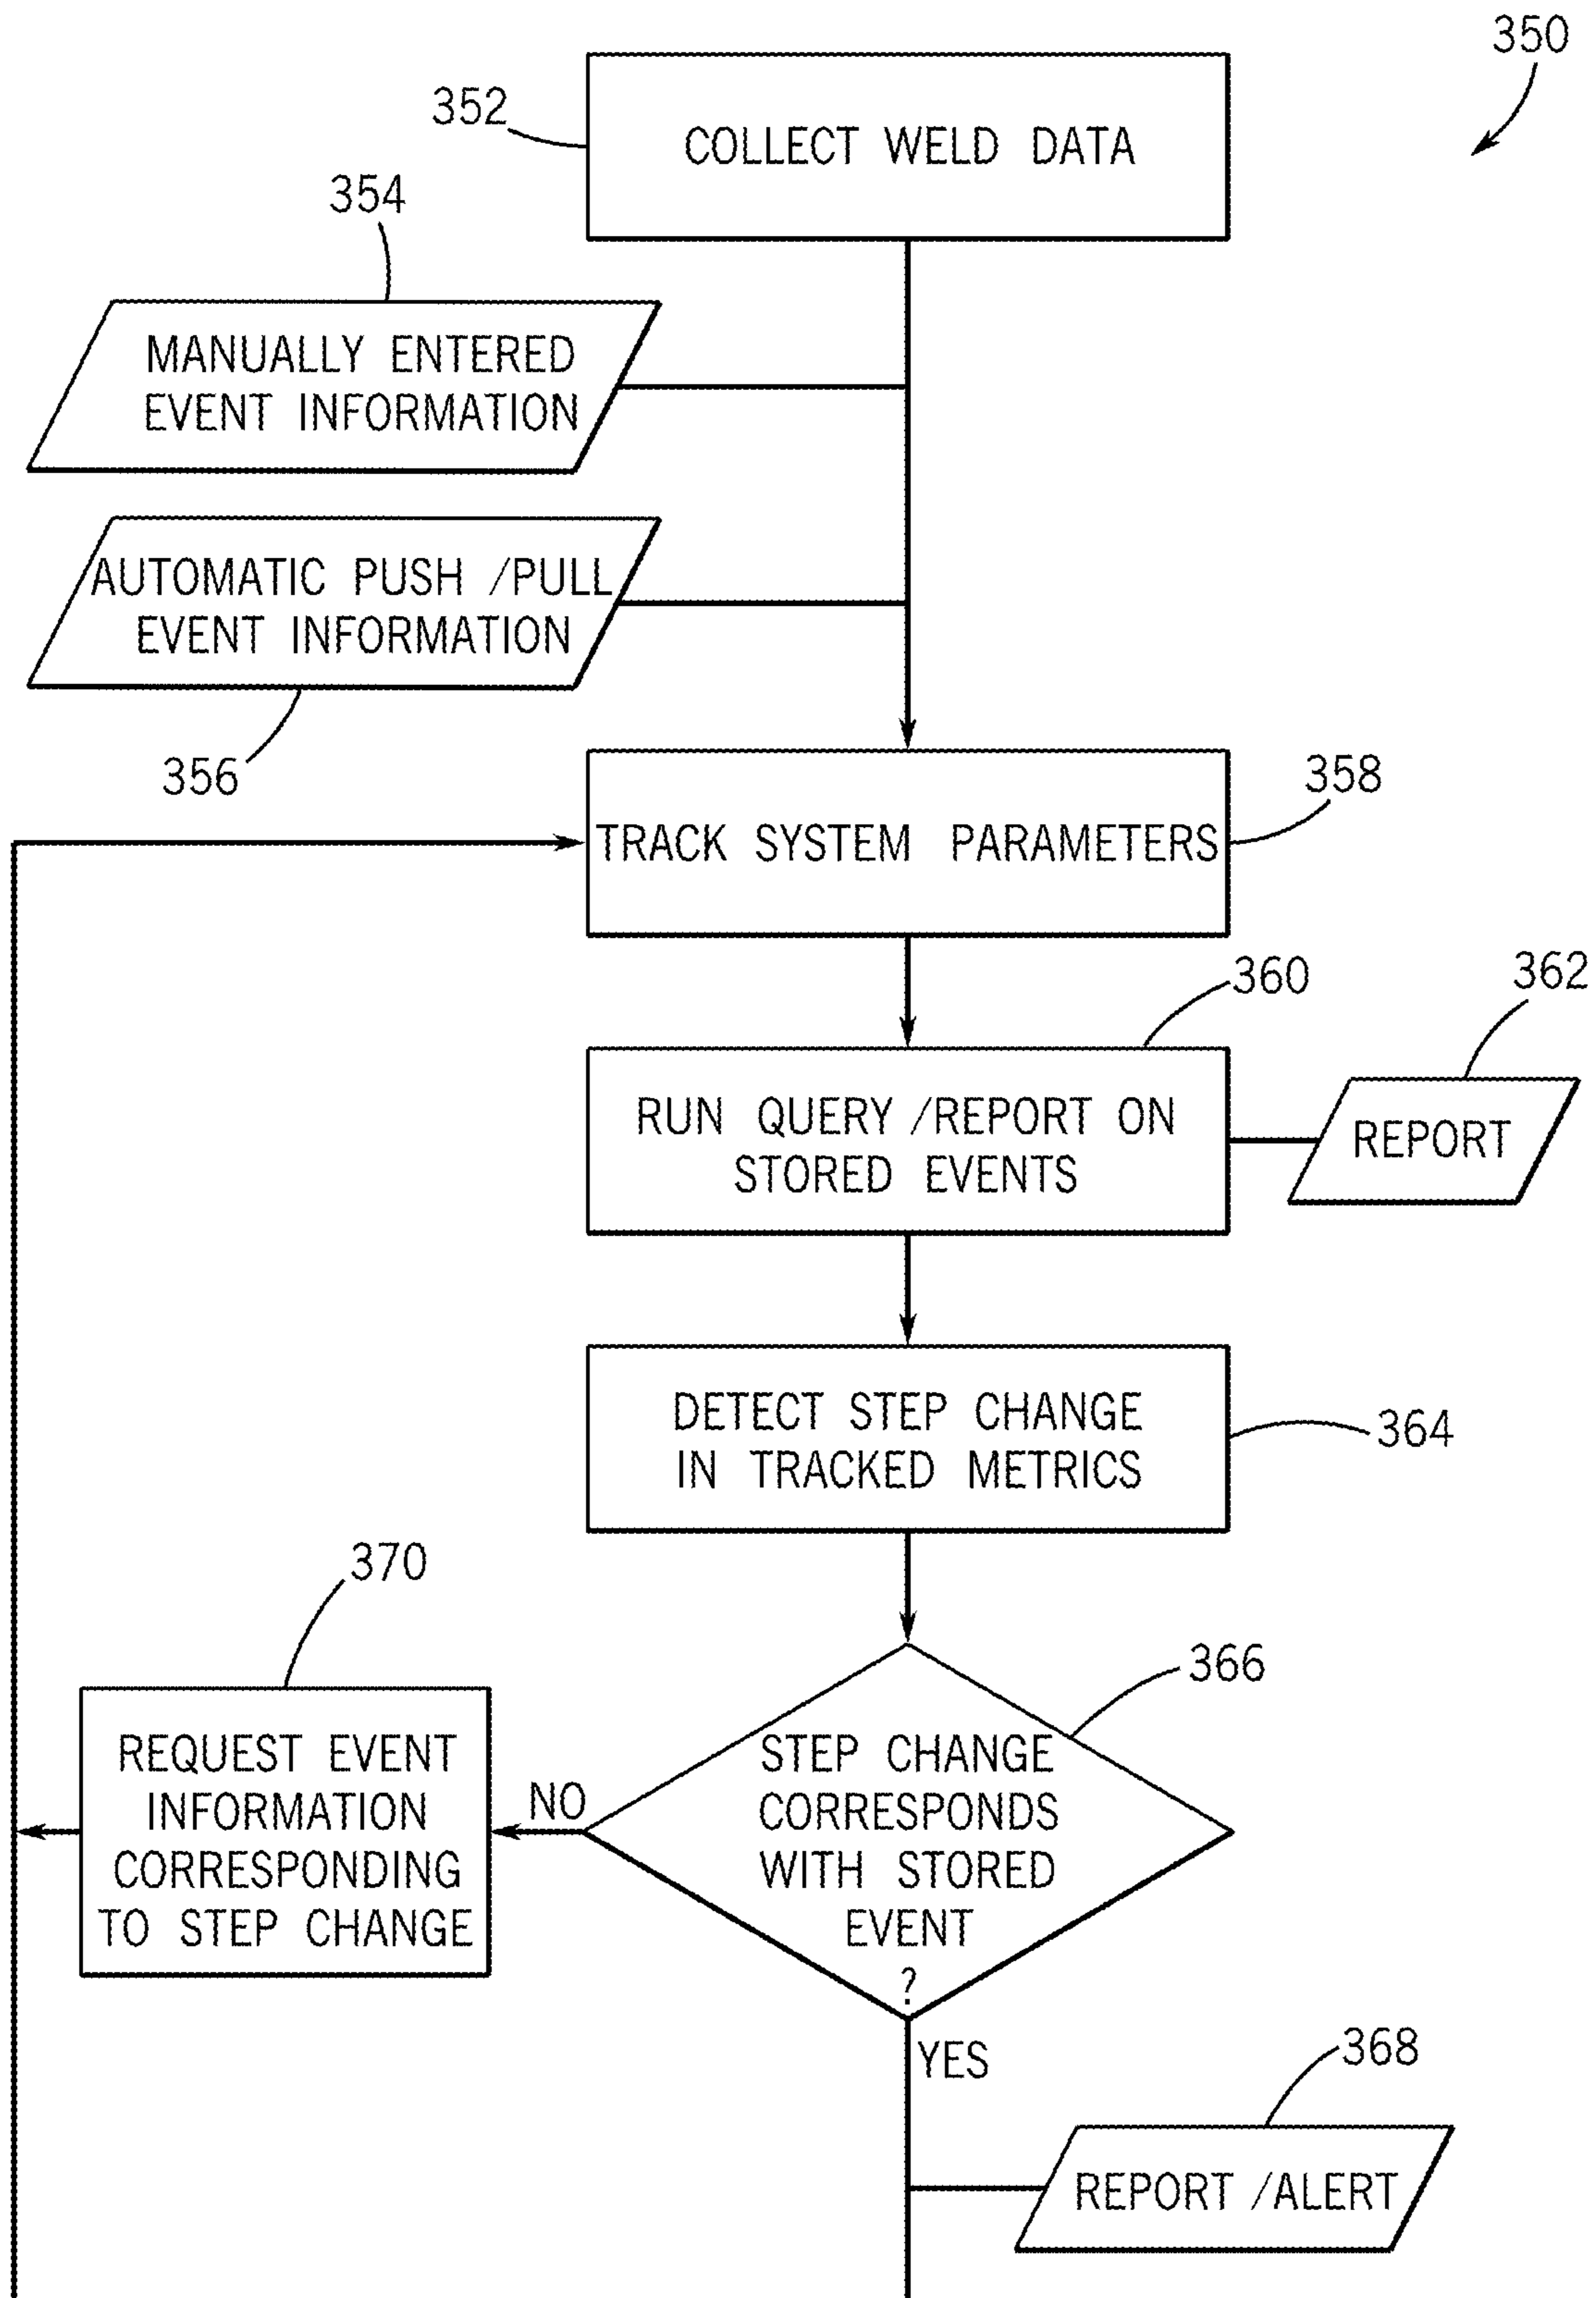 350
352
COLLECT WELD DATA
354
MANUALLY ENTERED
EVENT INFORMATION
AUTOMATIC PUSH /PULL
EVENT INFORMATION
356
358
TRACK SYSTEM PARAMETERS
360
362
RUN QUERY /REPORT ON
STORED EVENTS
REPORT
DETECT STEP CHANGE
IN TRACKED METRICS
364
370
366
REQUEST EVENT
INFORMATION
CORRESPONDING
TO STEP CHANGE
NO
STEP CHANGE
CORRESPONDS
WITH STORED
EVENT
?
YES
368
REPORT /ALERT